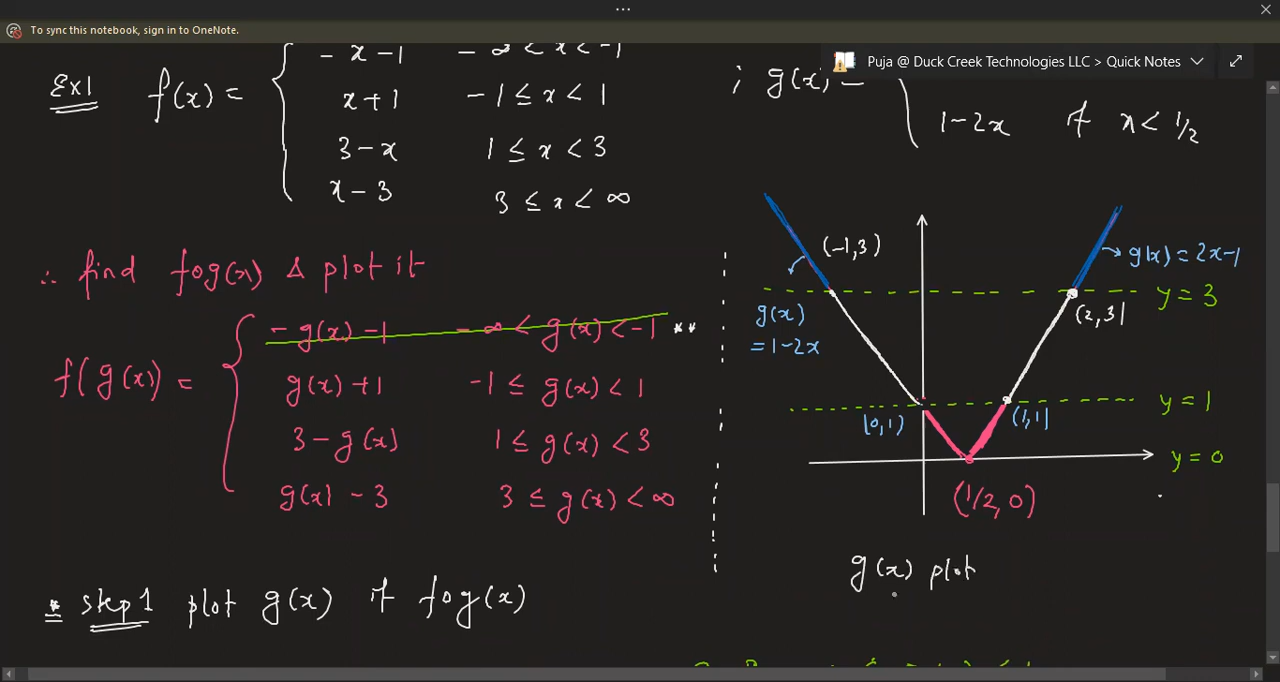 ...
To sync this notebook, sign in to OneNote.
Puja @ Duck Creek Technologies LLC > Quick Notes
Ex1 f(x) = { - x - 1 - ∞ < x < -1
x + 1 - 1 ≤ x < 1
3 - x 1 ≤ x < 3
x - 3 3 ≤ x < ∞
; g(x) =
1 - 2x if x < 1/2
∴ find fog(x) & plot it
f(g(x)) = { - g(x) - 1 - ∞ < g(x) < -1 **
g(x) + 1 -1 ≤ g(x) < 1
3 - g(x) 1 ≤ g(x) < 3
g(x) - 3 3 ≤ g(x) < ∞
* step 1 plot g(x) if fog(x)
(-1,3)
g(x) = 2x-1
y = 3
(2,3)
g(x)
= 1-2x
y = 1
(0,1)
(1,1)
y = 0
(1/2, 0)
g(x) plot